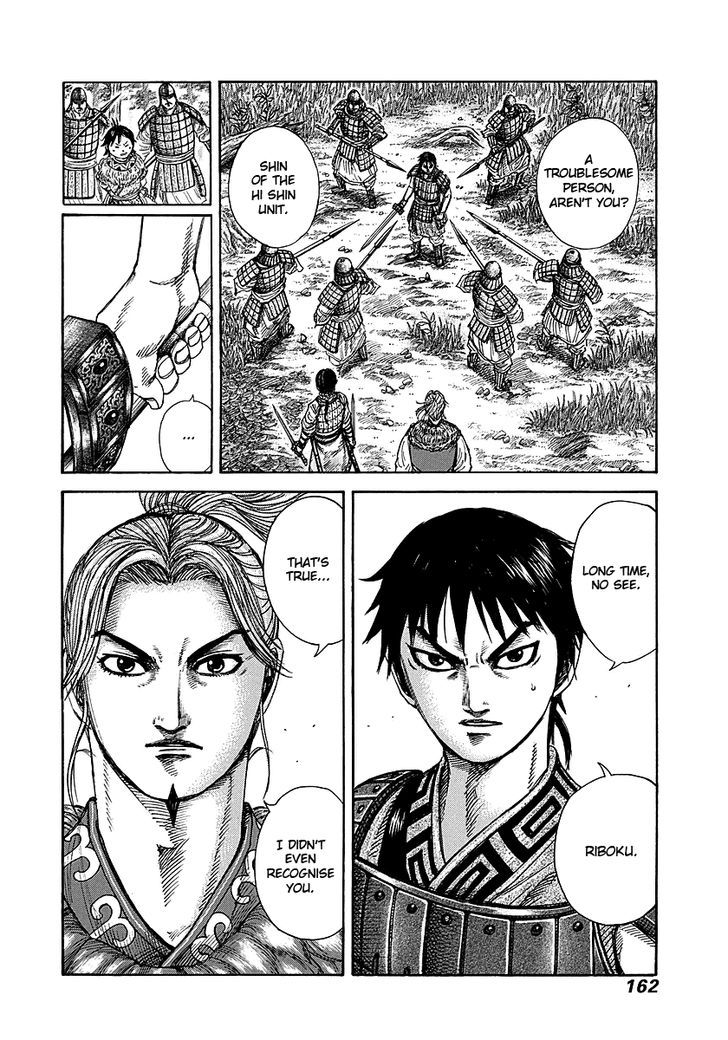 A
TROUBLESOME
PERSON,
AREN'T YOU?
SHIN
OF THE
HI SHIN
UNIT.
...
LONG TIME,
NO SEE.
RIBOKU.
THAT'S
TRUE...
I DIDN'T
EVEN
RECOGNISE
YOU.
162